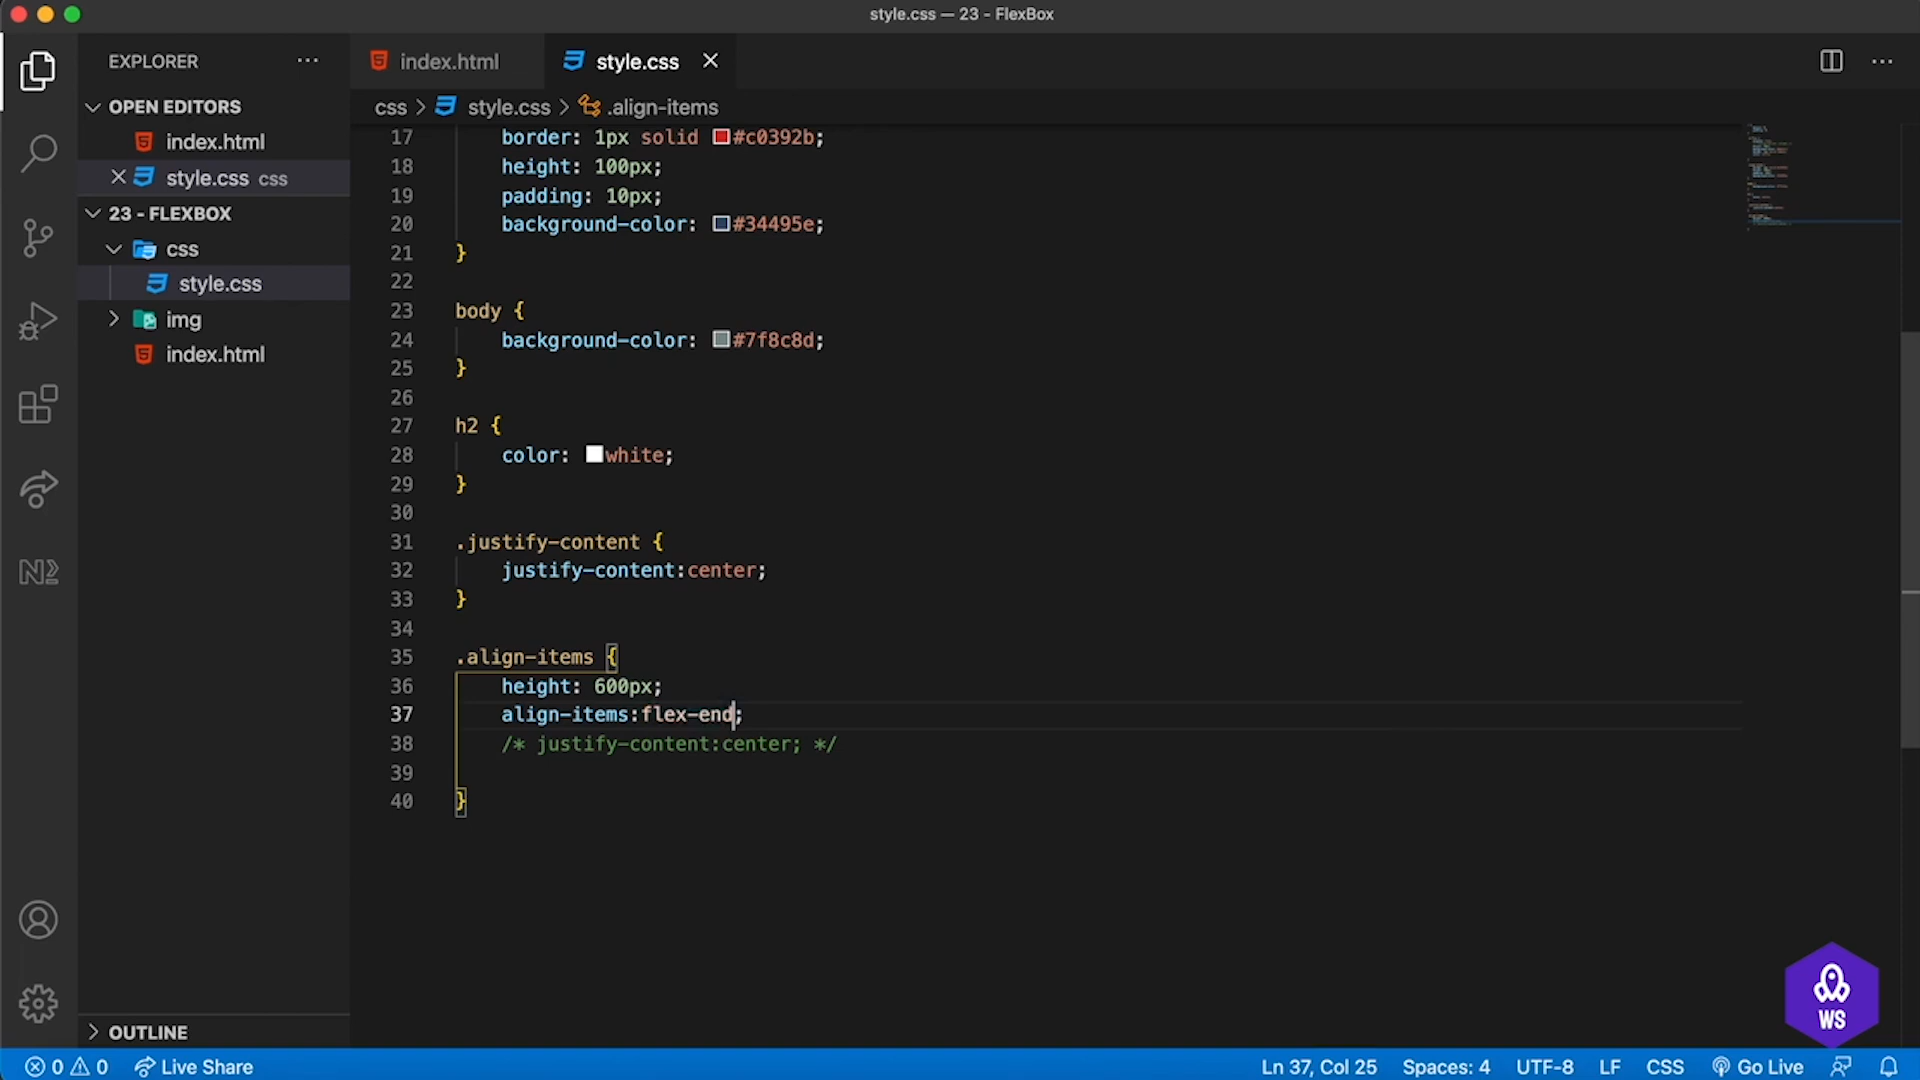 style.css — 23 - FlexBox
EXPLORER
index.html
style.css
OPEN EDITORS
index.html
style.css css
23 - FLEXBOX
css
style.css
img
index.html
OUTLINE
css > style.css > .align-items
17 border: 1px solid #c0392b;
18 height: 100px;
19 padding: 10px;
20 background-color: #34495e;
21 }
22
23 body {
24 background-color: #7f8c8d;
25 }
26
27 h2 {
28 color: white;
29 }
30
31 .justify-content {
32 justify-content:center;
33 }
34
35 .align-items {
36 height: 600px;
37 align-items:flex-end;
38 /* justify-content:center; */
39
40 }
WS
0 0 Live Share
Ln 37, Col 25 Spaces: 4 UTF-8 LF CSS Go Live